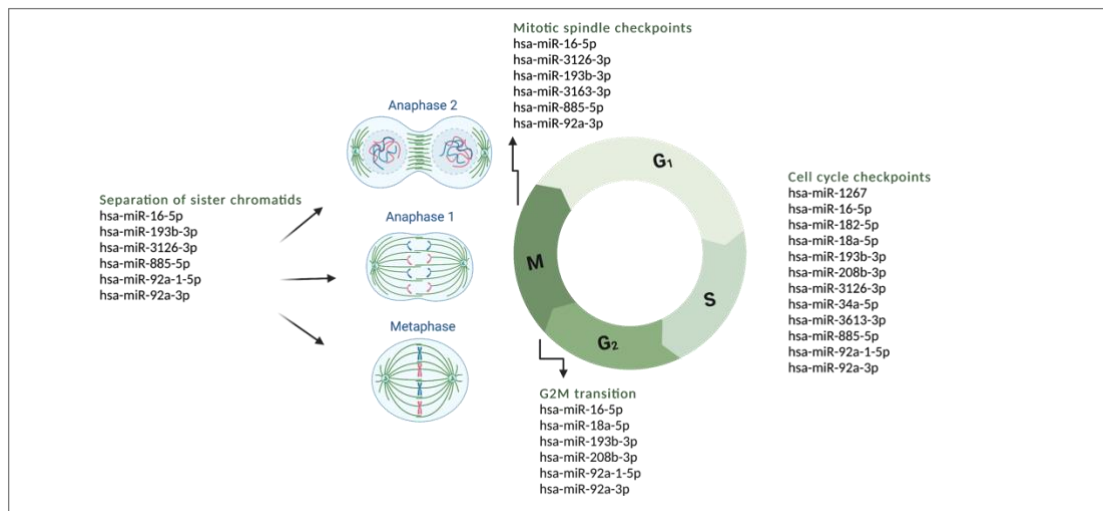 Mitotic spindle checkpoints
hsa-miR-16-5p
hsa-miR-3126-3p
hsa-miR-193b-3p
hsa-miR-3163-3p
hsa-miR-885-5p
hsa-miR-92a-3p
Separation of sister chromatids
hsa-miR-16-5p
hsa-miR-193b-3p
hsa-miR-3126-3p
hsa-miR-885-5p
hsa-miR-92a-1-5p
hsa-miR-92a-3p
Anaphase 2
Anaphase 1
Metaphase
G₁
S
G₂
M
Cell cycle checkpoints
hsa-miR-1267
hsa-miR-16-5p
hsa-miR-182-5p
hsa-miR-18a-5p
hsa-miR-193b-3p
hsa-miR-208b-3p
hsa-miR-3126-3p
hsa-miR-34a-5p
hsa-miR-3613-3p
hsa-miR-885-5p
hsa-miR-92a-1-5p
hsa-miR-92a-3p
G2M transition
hsa-miR-16-5p
hsa-miR-18a-5p
hsa-miR-193b-3p
hsa-miR-208b-3p
hsa-miR-92a-1-5p
hsa-miR-92a-3p